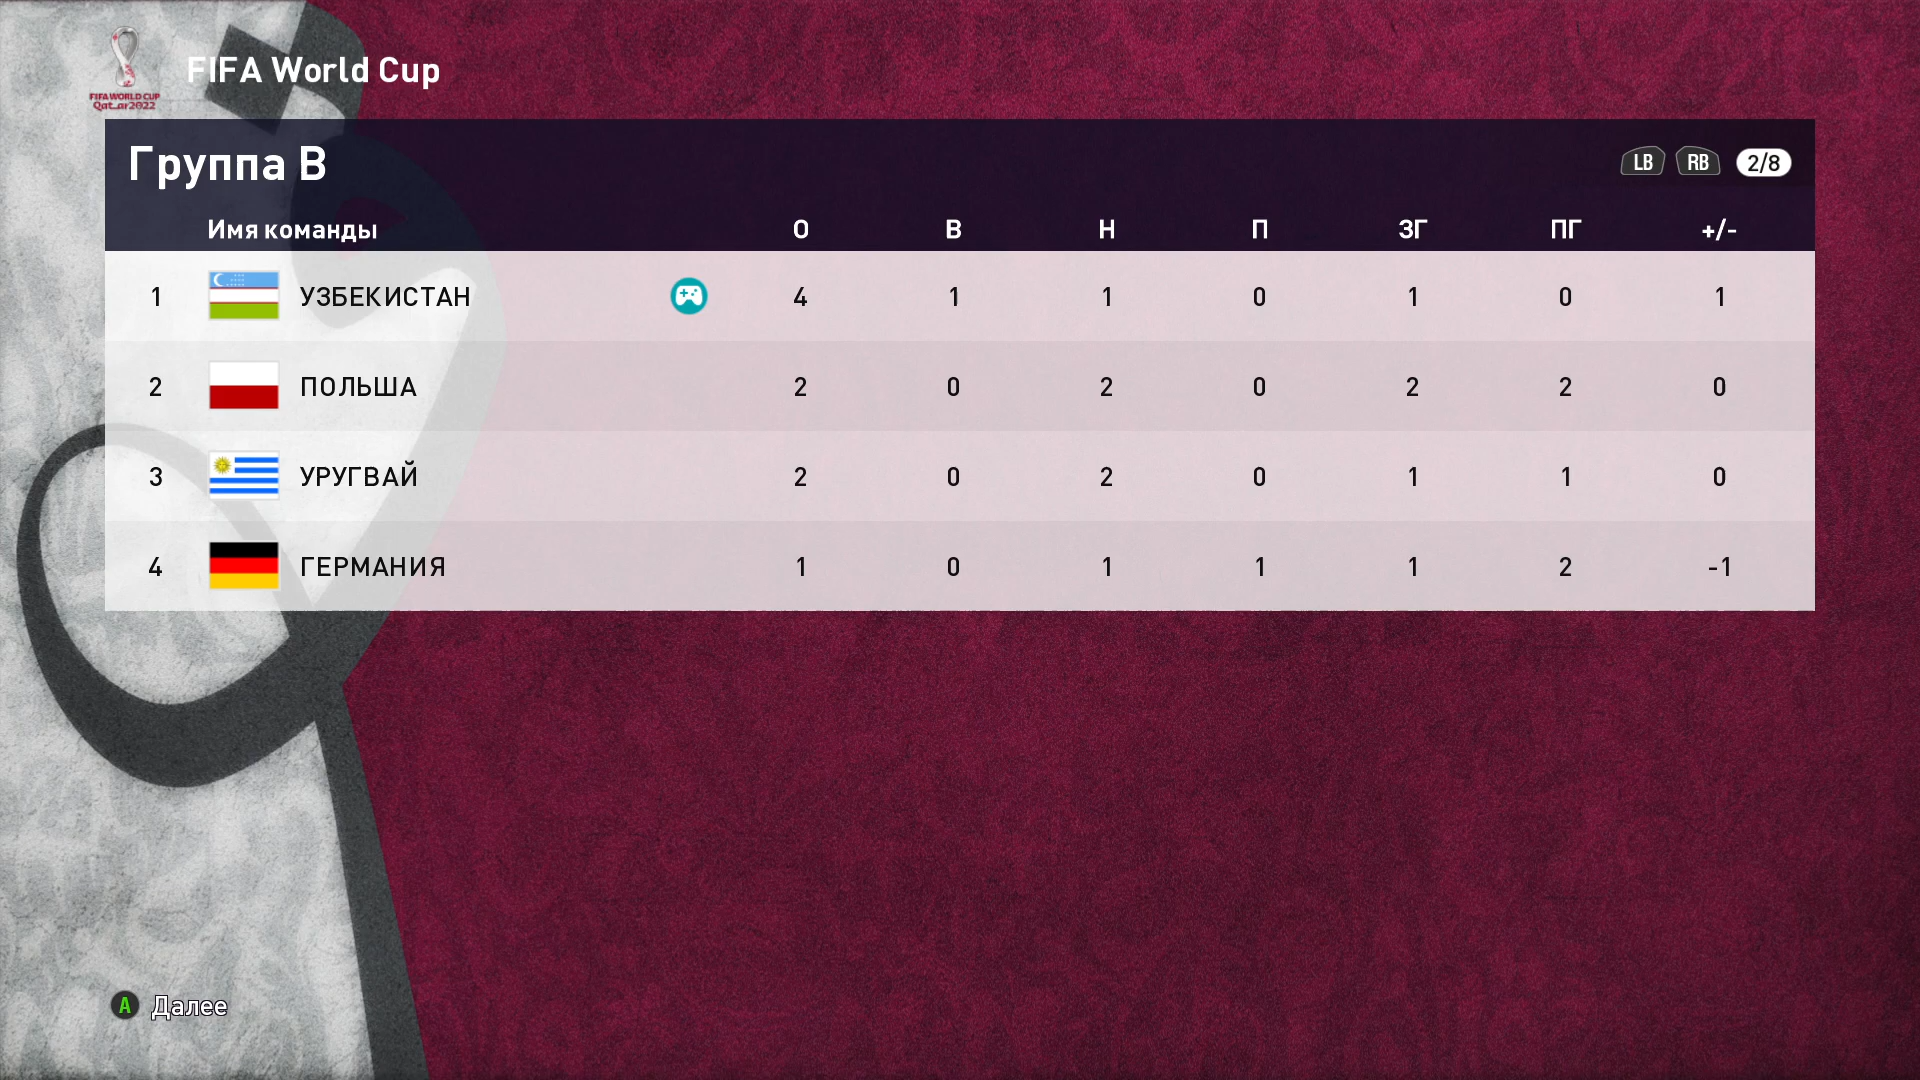 FIFA WORLD CUP
Qatar2022
FIFA World Cup
Группа B
LB RB 2/8
Имя команды О В Н П ЗГ ПГ +/-
1 УЗБЕКИСТАН 4 1 1 0 1 0 1
2 ПОЛЬША 2 0 2 0 2 2 0
3 УРУГВАЙ 2 0 2 0 1 1 0
4 ГЕРМАНИЯ 1 0 1 1 1 2 -1
A Далее